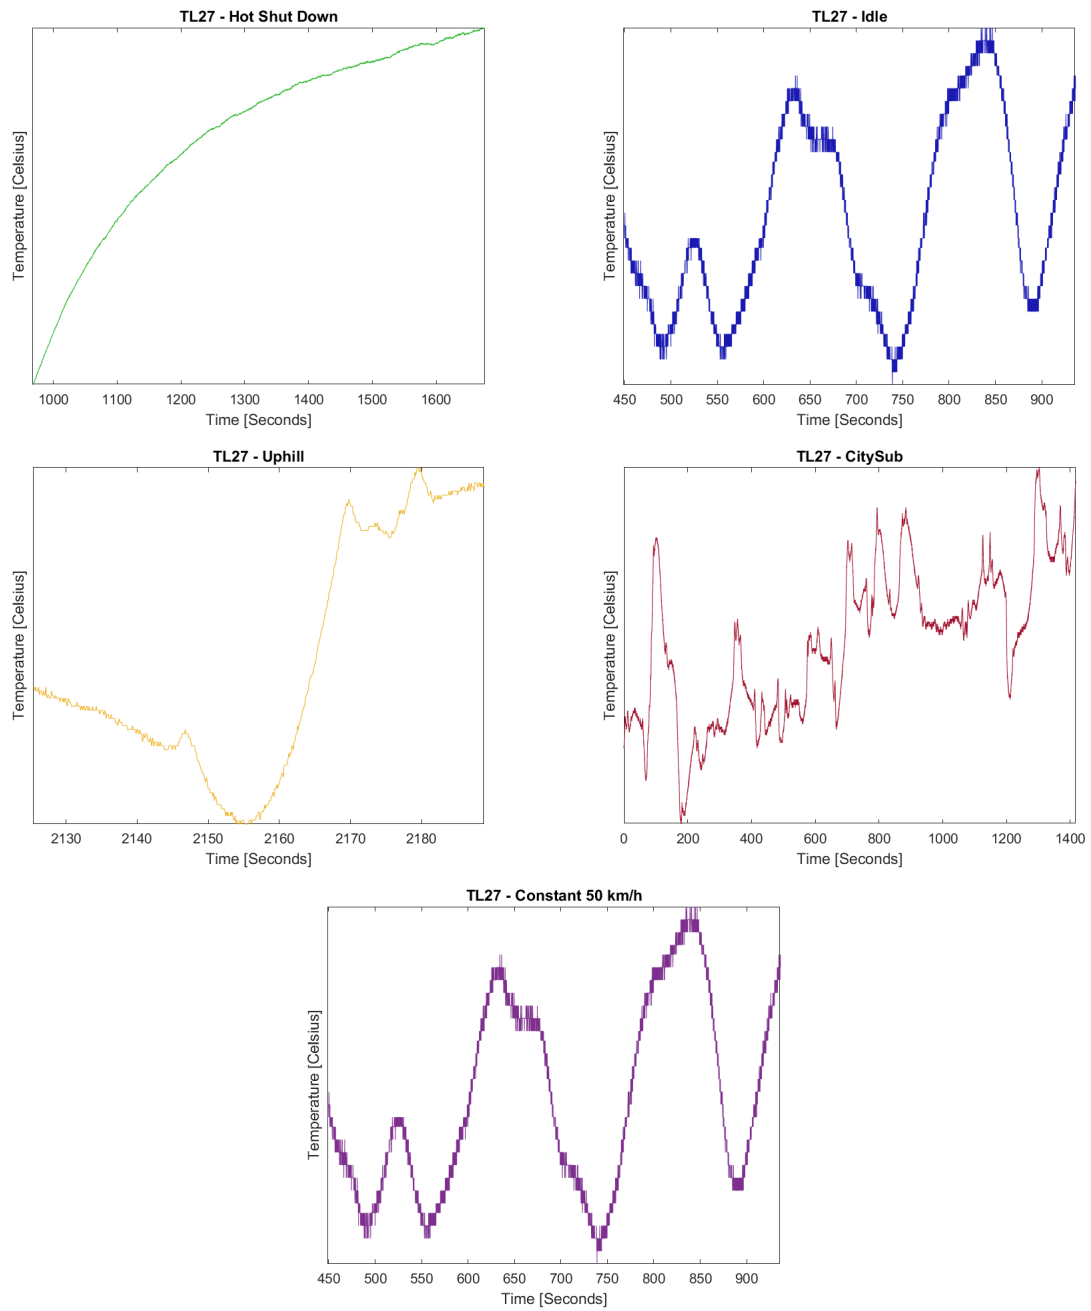 TL27 - Hot Shut Down
Temperature [Celsius]
1000 1100 1200 1300 1400 1500 1600
Time [Seconds]
TL27 - Idle
Temperature [Celsius]
450 500 550 600 650 700 750 800 850 900
Time [Seconds]
TL27 - Uphill
Temperature [Celsius]
2130 2140 2150 2160 2170 2180
Time [Seconds]
TL27 - CitySub
Temperature [Celsius]
0 200 400 600 800 1000 1200 1400
Time [Seconds]
TL27 - Constant 50 km/h
Temperature [Celsius]
450 500 550 600 650 700 750 800 850 900
Time [Seconds]